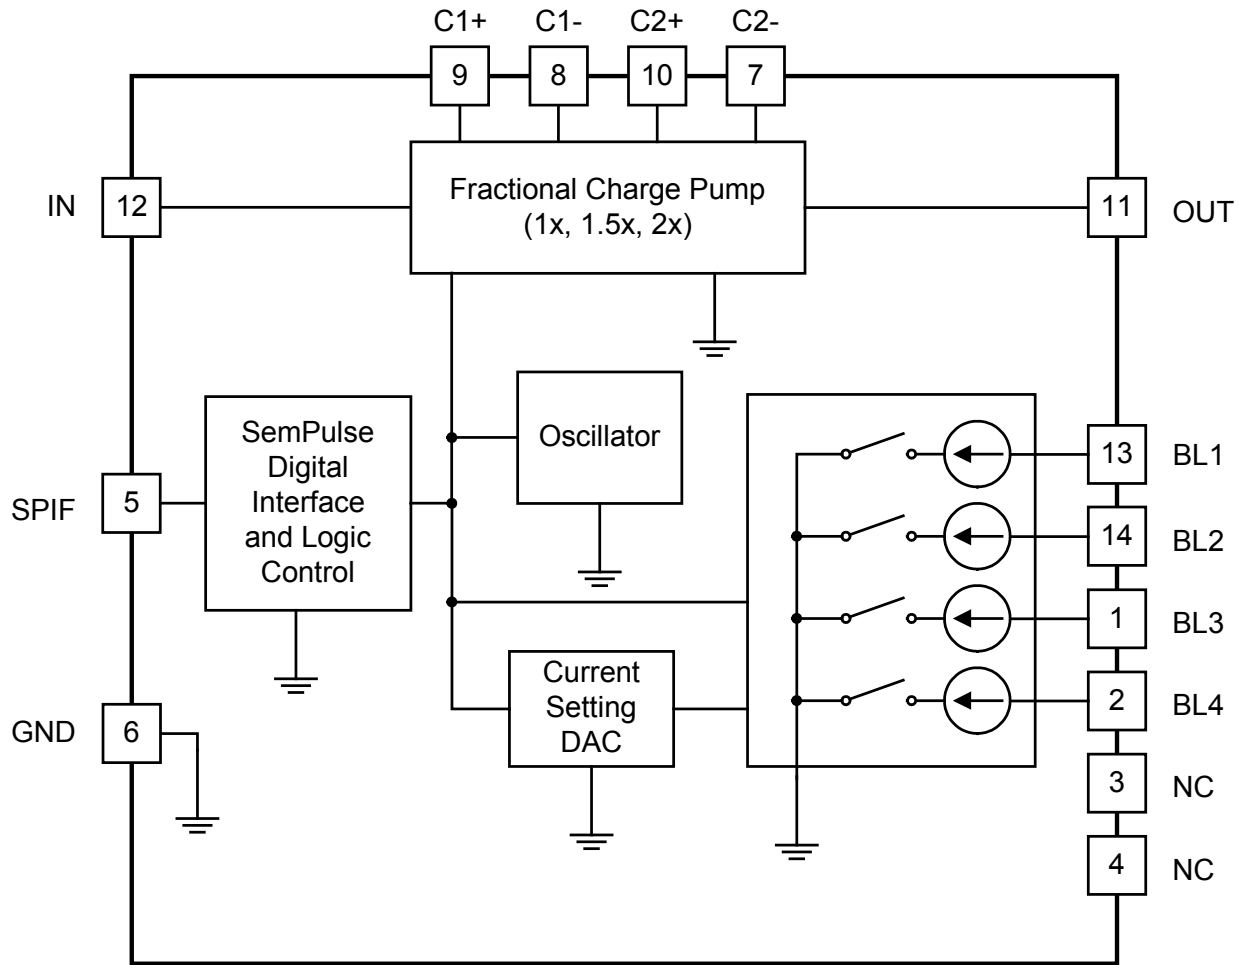 C1+ C1- C2+ C2-
9 8 10 7
Fractional Charge Pump
(1x, 1.5x, 2x)
IN 12
11 OUT
SemPulse
Digital
Interface
and Logic
Control
Oscillator
SPIF 5
13 BL1
14 BL2
1 BL3
2 BL4
Current
Setting
DAC
GND 6
3 NC
4 NC